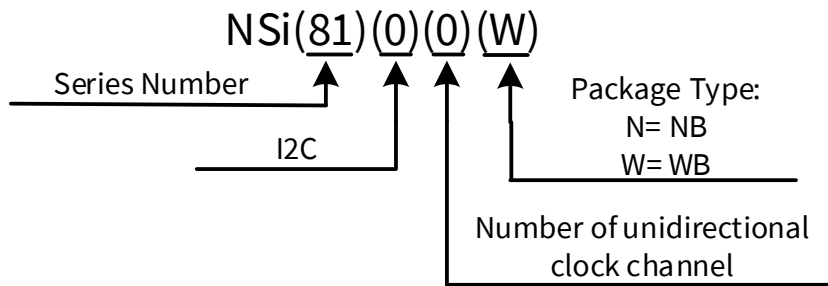 NSi(81)(0)(0)(W)
Series Number
I2C
Package Type:
N= NB
W= WB
Number of unidirectional
clock channel